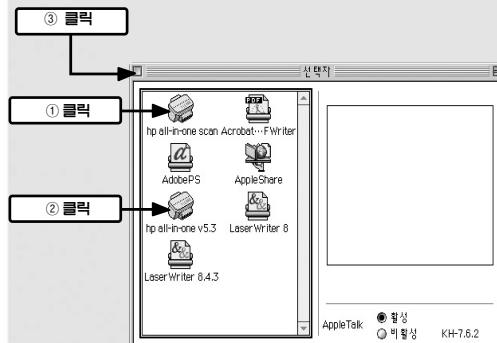 ③ 클릭
선택자
① 클릭
hp all-in-one scan
Acrobat…FWriter
AdobePS
AppleShare
② 클릭
hp all-in-one v5.3
LaserWriter 8
LaserWriter 8.4.3
AppleTalk
활성
비활성
KH-7.6.2